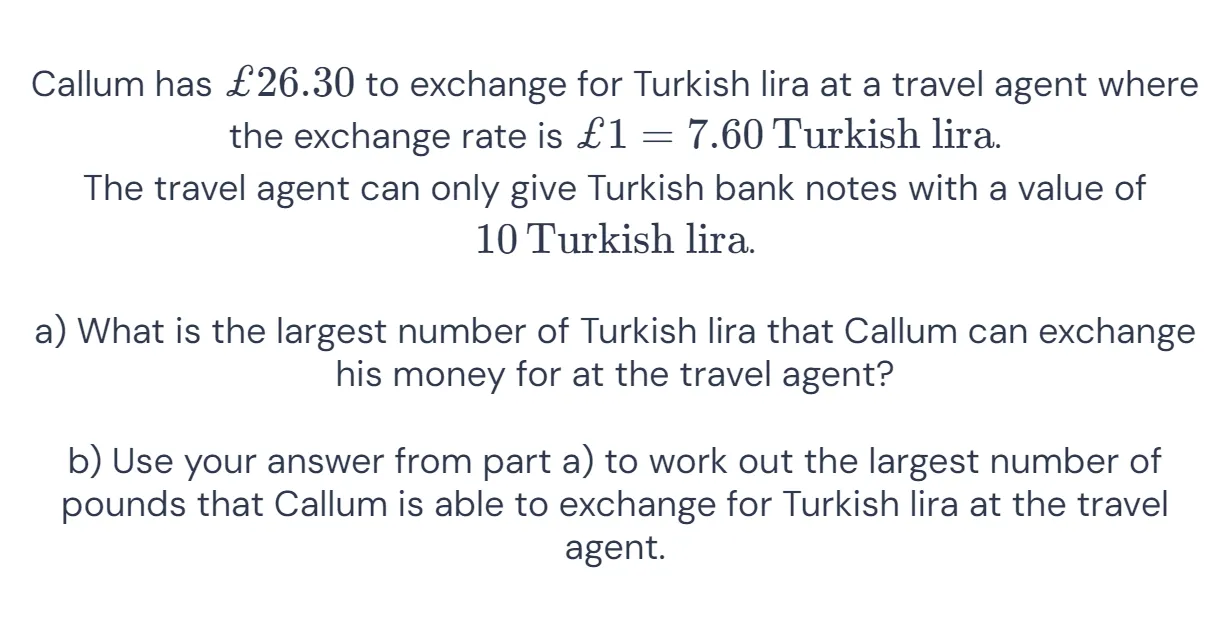 Callum has £26.30 to exchange for Turkish lira at a travel agent where
the exchange rate is £1 = 7.60 Turkish lira.
The travel agent can only give Turkish bank notes with a value of
10 Turkish lira.
a) What is the largest number of Turkish lira that Callum can exchange
his money for at the travel agent?
b) Use your answer from part a) to work out the largest number of
pounds that Callum is able to exchange for Turkish lira at the travel
agent.